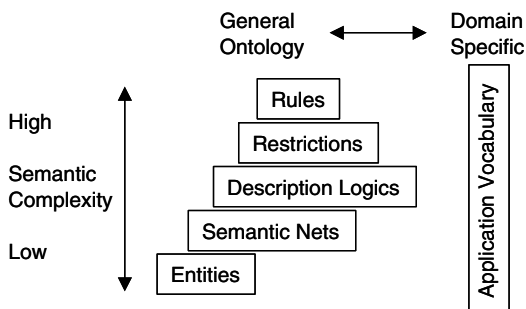 General
Ontology
Domain
Specific
High
Semantic
Complexity
Low
Rules
Restrictions
Description Logics
Semantic Nets
Entities
Application Vocabulary